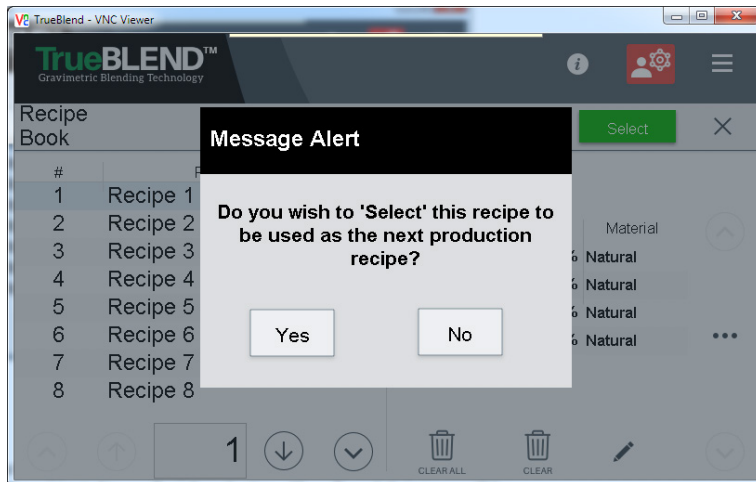 TrueBlend - VNC Viewer
TrueBLEND™
Gravimetric Blending Technology
Recipe
Book
Select
#
Material
1 Recipe 1
2 Recipe 2
3 Recipe 3
4 Recipe 4
5 Recipe 5
6 Recipe 6
7 Recipe 7
8 Recipe 8
Message Alert
Do you wish to 'Select' this recipe to
be used as the next production
recipe?
Yes No
% Natural
% Natural
% Natural
% Natural
1
CLEAR ALL
CLEAR